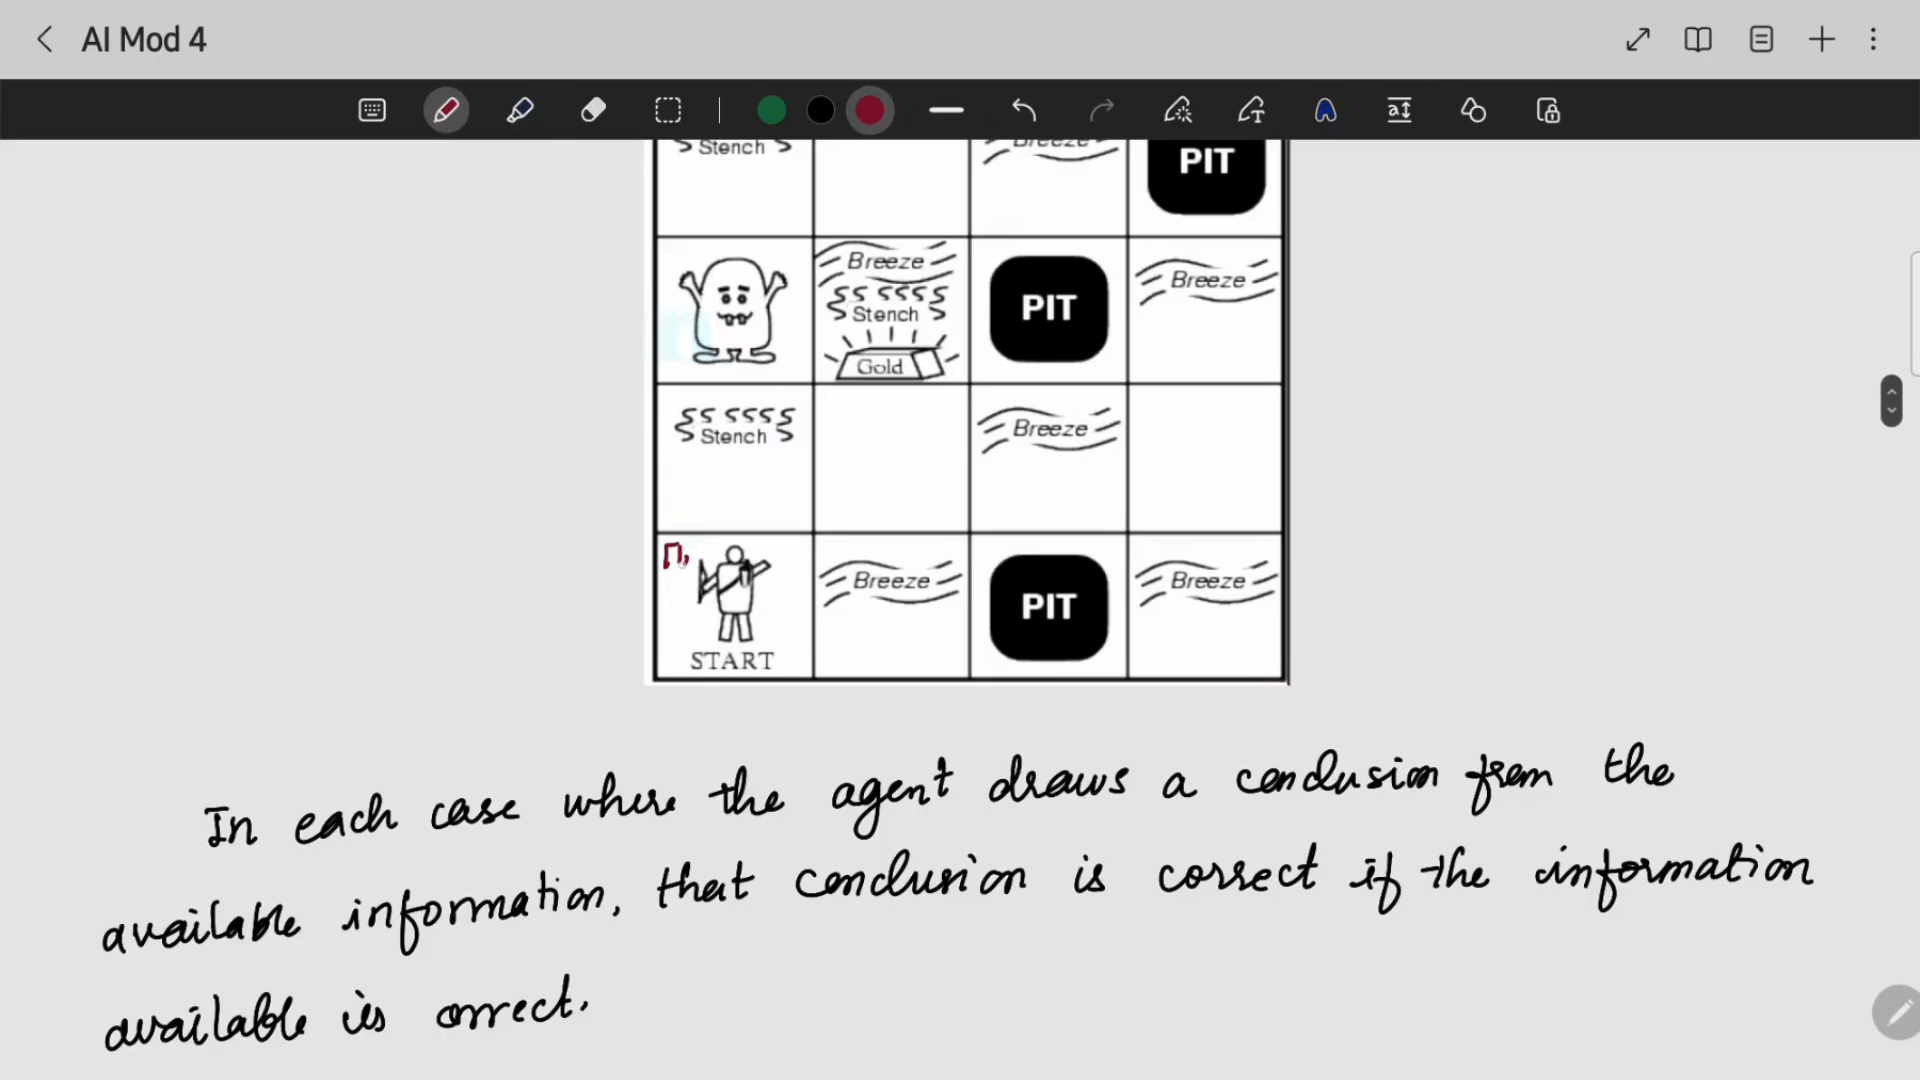 AI Mod 4
Stench Breeze PIT
Breeze
Stench
Gold
PIT
Breeze
Stench
Breeze
START
Breeze
PIT
Breeze
In each case where the agent draws a conclusion from the
available information, that conclusion is correct if the information
available is correct.